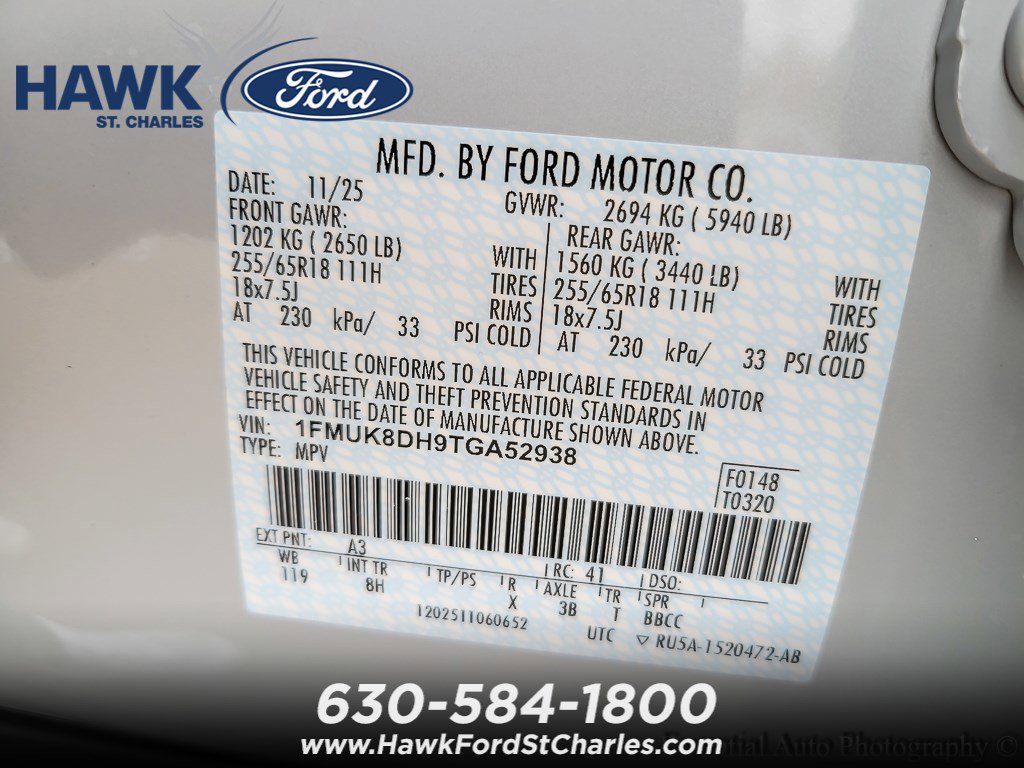 HAWK
ST. CHARLES
Ford
MFD. BY FORD MOTOR CO.
DATE: 11/25 GVWR: 2694 KG ( 5940 LB)
FRONT GAWR: REAR GAWR:
1202 KG ( 2650 LB) WITH 1560 KG ( 3440 LB) WITH
255/65R18 111H TIRES 255/65R18 111H TIRES
18x7.5J RIMS 18x7.5J RIMS
AT 230 kPa/ 33 PSI COLD AT 230 kPa/ 33 PSI COLD
THIS VEHICLE CONFORMS TO ALL APPLICABLE FEDERAL MOTOR
VEHICLE SAFETY AND THEFT PREVENTION STANDARDS IN
EFFECT ON THE DATE OF MANUFACTURE SHOWN ABOVE.
VIN: 1FMUK8DH9TGA52938
TYPE: MPV
F0148
T0320
EXT PNT: A3 RC: 41 DSO:
WB INT TR TP/PS R AXLE TR SPR
119 8H X 3B T BBCC
1202511060652 UTC ▽ RU5A-1520472-AB
630-584-1800
www.HawkFordStCharles.com
Auto Photography ©